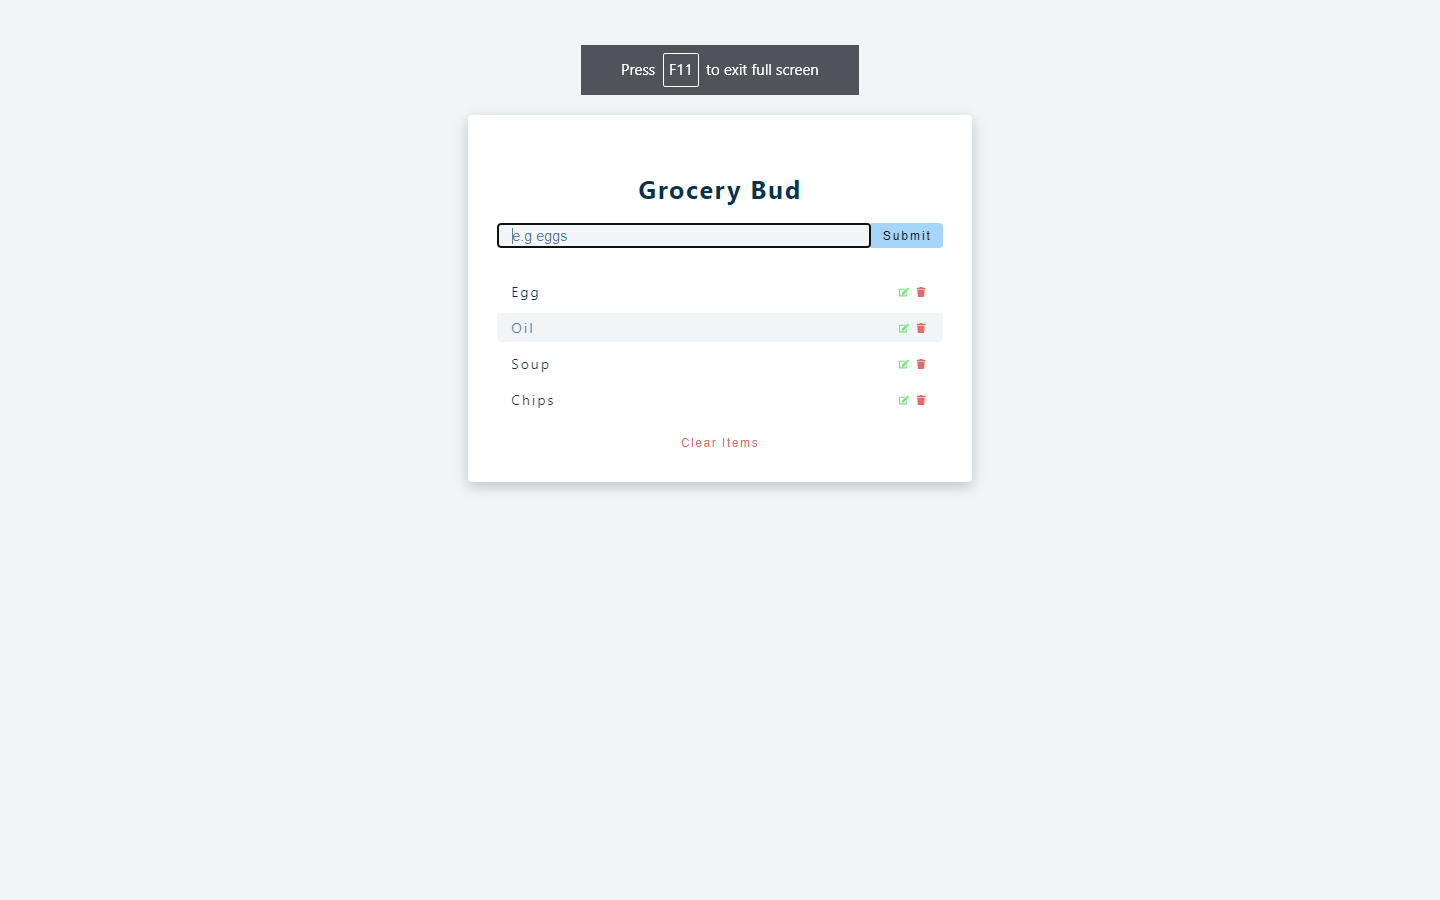 Press F11 to exit full screen
Grocery Bud
e.g eggs Submit
Egg
Oil
Soup
Chips
Clear Items